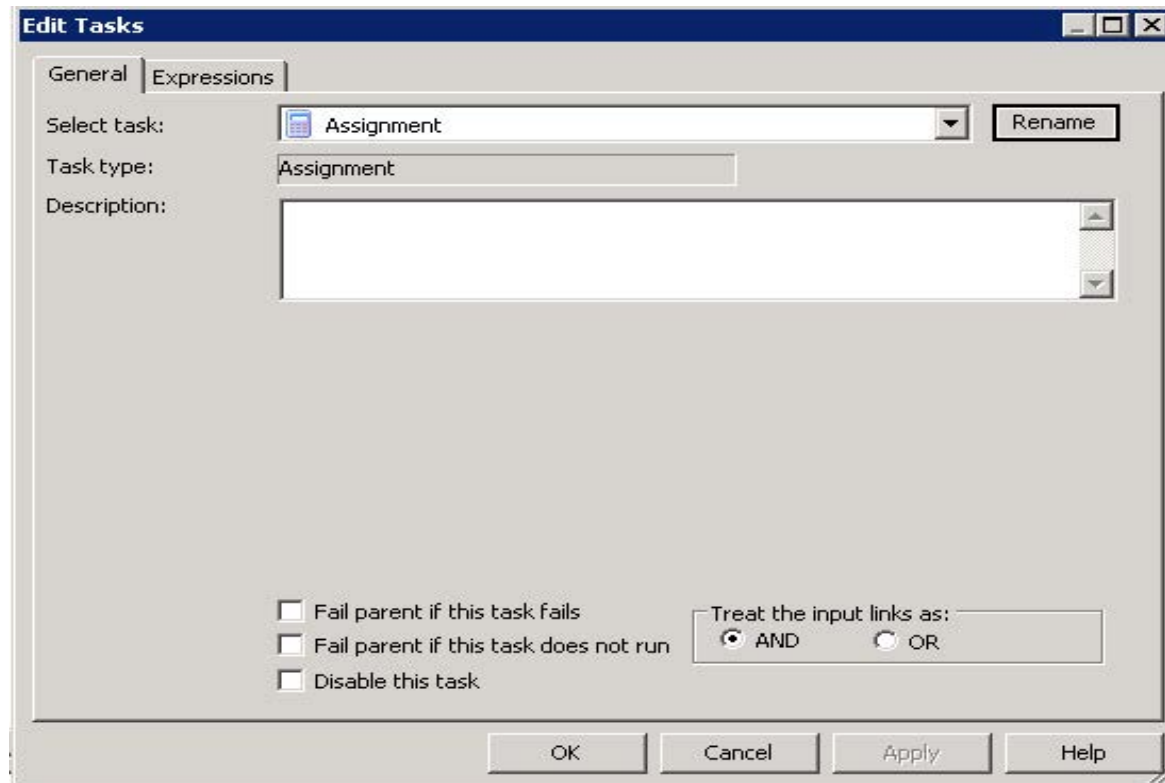 Edit Tasks
General Expressions
Select task: Assignment Rename
Task type: Assignment
Description:
Fail parent if this task fails
Treat the input links as:
AND OR
Fail parent if this task does not run
Disable this task
OK Cancel Apply Help